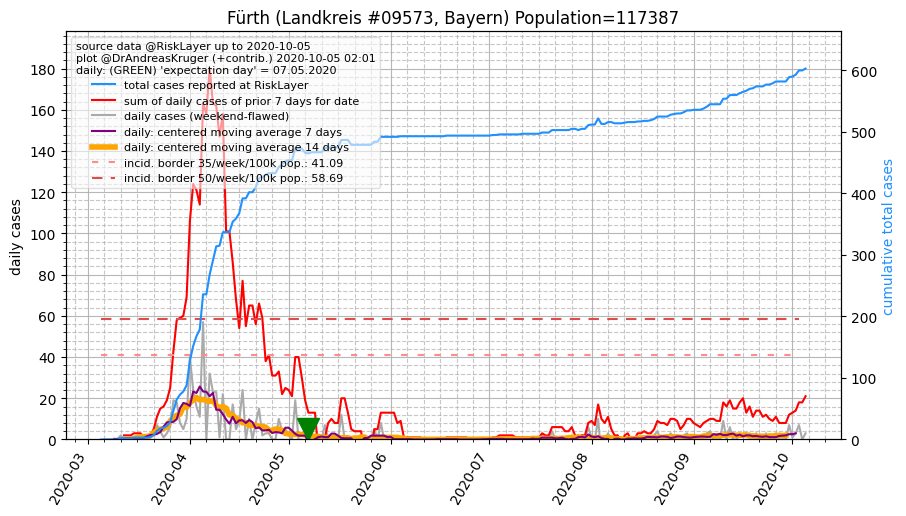 Fürth (Landkreis #09573, Bayern) Population=117387
source data @RiskLayer up to 2020-10-05
plot @DrAndreasKruger (+contrib.) 2020-10-05 02:01
daily: (GREEN) 'expectation day' = 07.05.2020
total cases reported at RiskLayer
sum of daily cases of prior 7 days for date
daily cases (weekend-flawed)
daily: centered moving average 7 days
daily: centered moving average 14 days
incid. border 35/week/100k pop.: 41.09
incid. border 50/week/100k pop.: 58.69
daily cases
180
160
140
120
100
80
60
40
20
0
cumulative total cases
600
500
400
300
200
100
0
2020-03
2020-04
2020-05
2020-06
2020-07
2020-08
2020-09
2020-10